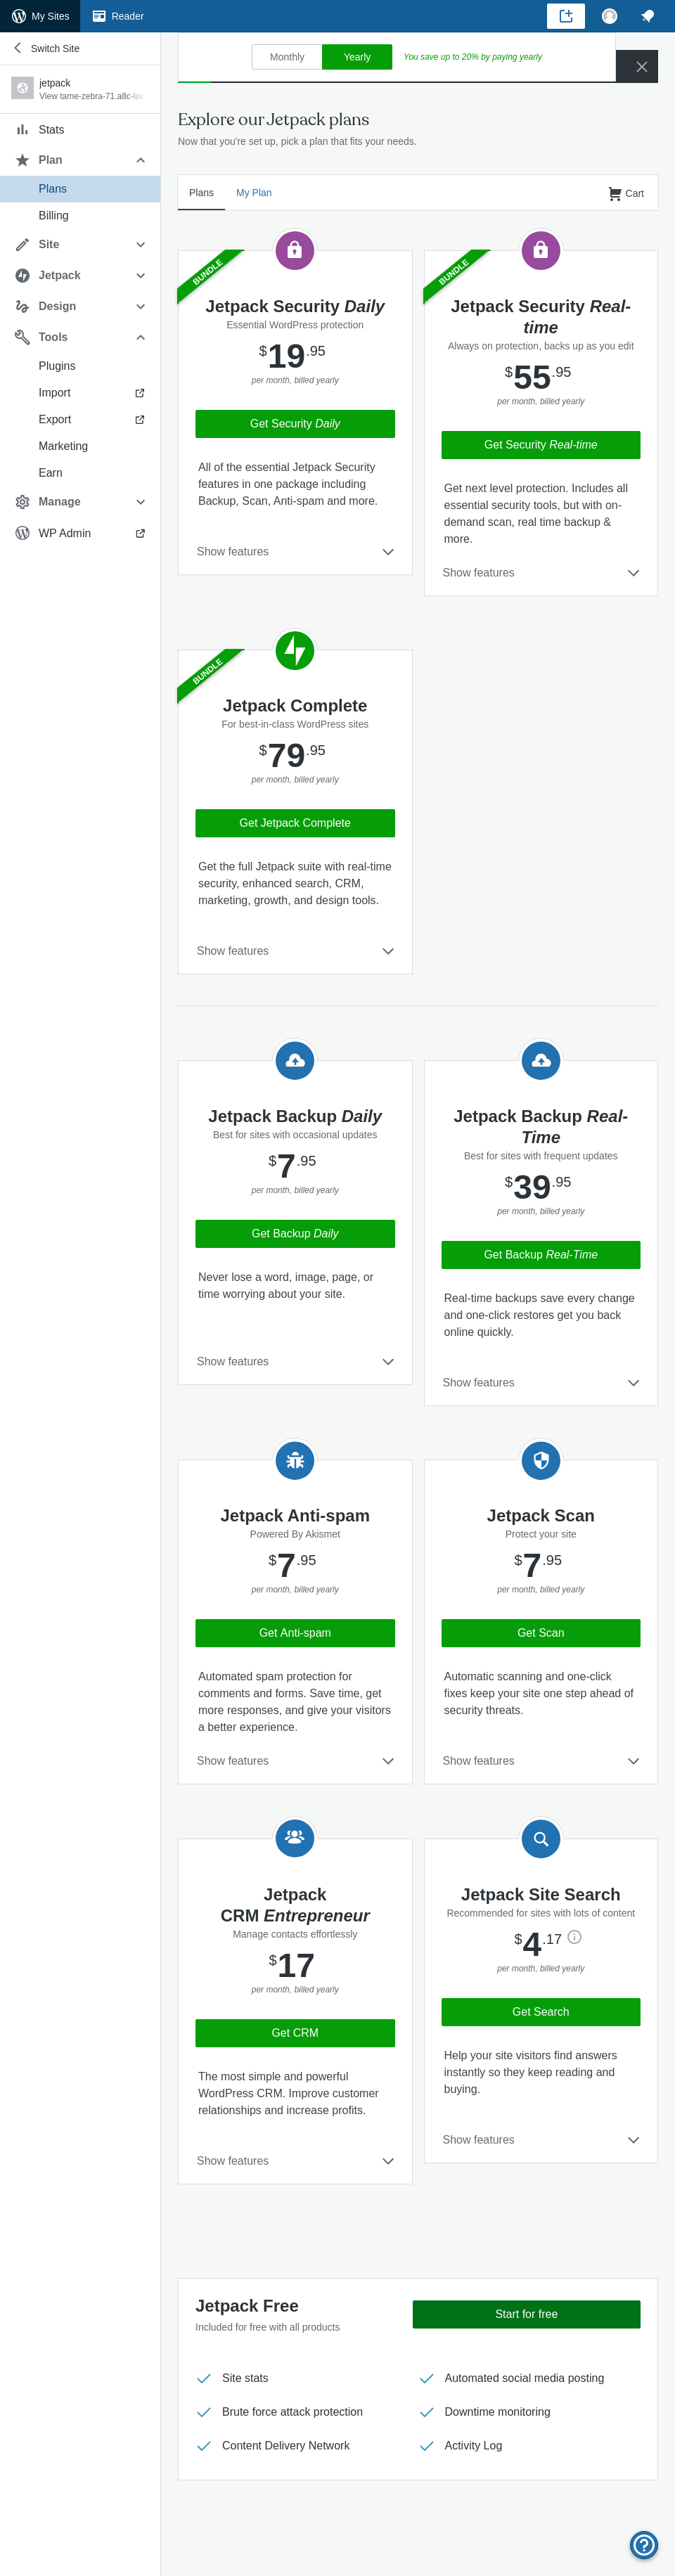 My Sites
Reader
Switch Site
jetpack
View tame-zebra-71.a8c-loc
Stats
Plan
Plans
Billing
Site
Jetpack
Design
Tools
Plugins
Import
Export
Marketing
Earn
Manage
WP Admin
Monthly
Yearly
You save up to 20% by paying yearly
Explore our Jetpack plans
Now that you're set up, pick a plan that fits your needs.
Plans
My Plan
Cart
BUNDLE
Jetpack Security Daily
Essential WordPress protection
$19.95
per month, billed yearly
Get Security Daily
All of the essential Jetpack Security
features in one package including
Backup, Scan, Anti-spam and more.
Show features
BUNDLE
Jetpack Security Real-
time
Always on protection, backs up as you edit
$55.95
per month, billed yearly
Get Security Real-time
Get next level protection. Includes all
essential security tools, but with on-
demand scan, real time backup &
more.
Show features
BUNDLE
Jetpack Complete
For best-in-class WordPress sites
$79.95
per month, billed yearly
Get Jetpack Complete
Get the full Jetpack suite with real-time
security, enhanced search, CRM,
marketing, growth, and design tools.
Show features
Jetpack Backup Daily
Best for sites with occasional updates
$7.95
per month, billed yearly
Get Backup Daily
Never lose a word, image, page, or
time worrying about your site.
Show features
Jetpack Backup Real-
Time
Best for sites with frequent updates
$39.95
per month, billed yearly
Get Backup Real-Time
Real-time backups save every change
and one-click restores get you back
online quickly.
Show features
Jetpack Anti-spam
Powered By Akismet
$7.95
per month, billed yearly
Get Anti-spam
Automated spam protection for
comments and forms. Save time, get
more responses, and give your visitors
a better experience.
Show features
Jetpack Scan
Protect your site
$7.95
per month, billed yearly
Get Scan
Automatic scanning and one-click
fixes keep your site one step ahead of
security threats.
Show features
Jetpack
CRM Entrepreneur
Manage contacts effortlessly
$17
per month, billed yearly
Get CRM
The most simple and powerful
WordPress CRM. Improve customer
relationships and increase profits.
Show features
Jetpack Site Search
Recommended for sites with lots of content
$4.17
per month, billed yearly
Get Search
Help your site visitors find answers
instantly so they keep reading and
buying.
Show features
Jetpack Free
Included for free with all products
Start for free
Site stats
Automated social media posting
Brute force attack protection
Downtime monitoring
Content Delivery Network
Activity Log